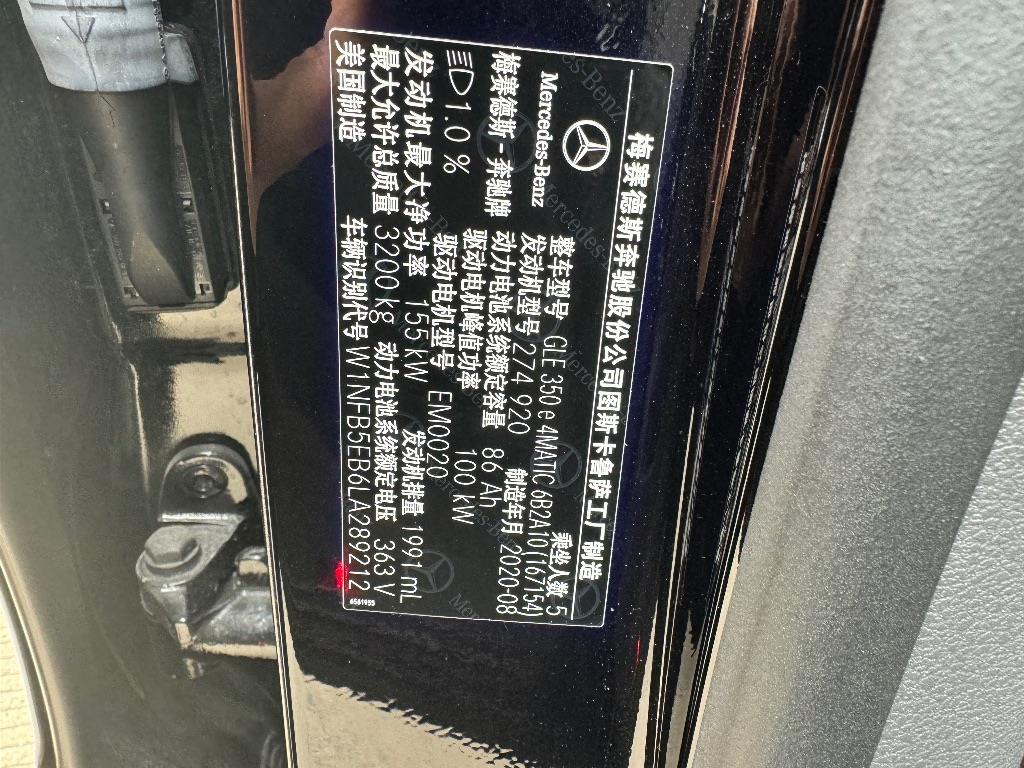 梅赛德斯奔驰股份公司图斯卡鲁萨工厂制造
Mercedes-Benz
乘坐人数 5
整车型号 GLE 350 e 4MATIC 6B2A10(167154)
发动机型号 274 920 制造年月 2020-08
梅赛德斯-奔驰牌 动力电池系统额定容量 86 Ah
1.0 % 驱动电机峰值功率 100 kW
驱动电机型号 EM0020
发动机最大净功率 155 kW 发动机排量 1991 mL
最大允许总质量 3200 kg 动力电池系统额定电压 363 V
美国制造 车辆识别代号 W1NFB5EB6LA289212
6561955